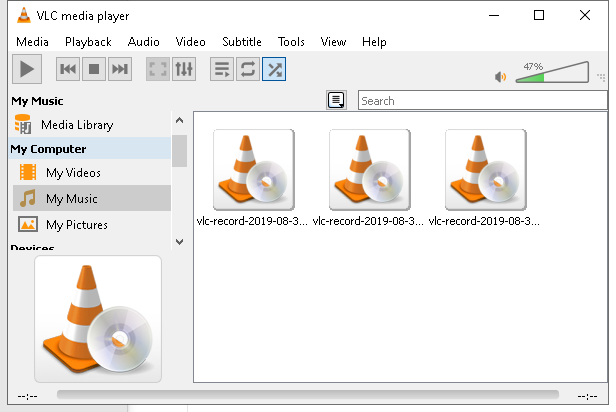 VLC media player
Media Playback Audio Video Subtitle Tools View Help
47%
My Music
Search
Media Library
My Computer
My Videos
My Music
My Pictures
Devices
vlc-record-2019-08-3... vlc-record-2019-08-3... vlc-record-2019-08-3...
--:-- --:--